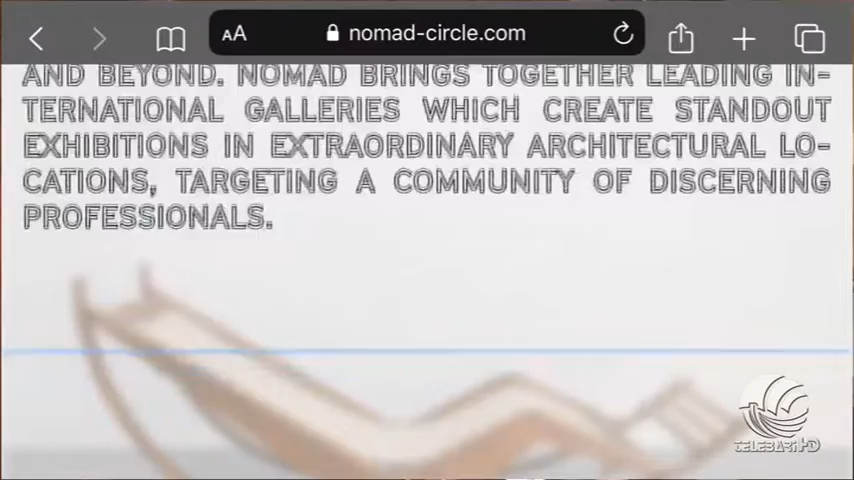 AA nomad-circle.com
AND BEYOND. NOMAD BRINGS TOGETHER LEADING IN-
TERNATIONAL GALLERIES WHICH CREATE STANDOUT
EXHIBITIONS IN EXTRAORDINARY ARCHITECTURAL LO-
CATIONS, TARGETING A COMMUNITY OF DISCERNING
PROFESSIONALS.
TELEBARI HD